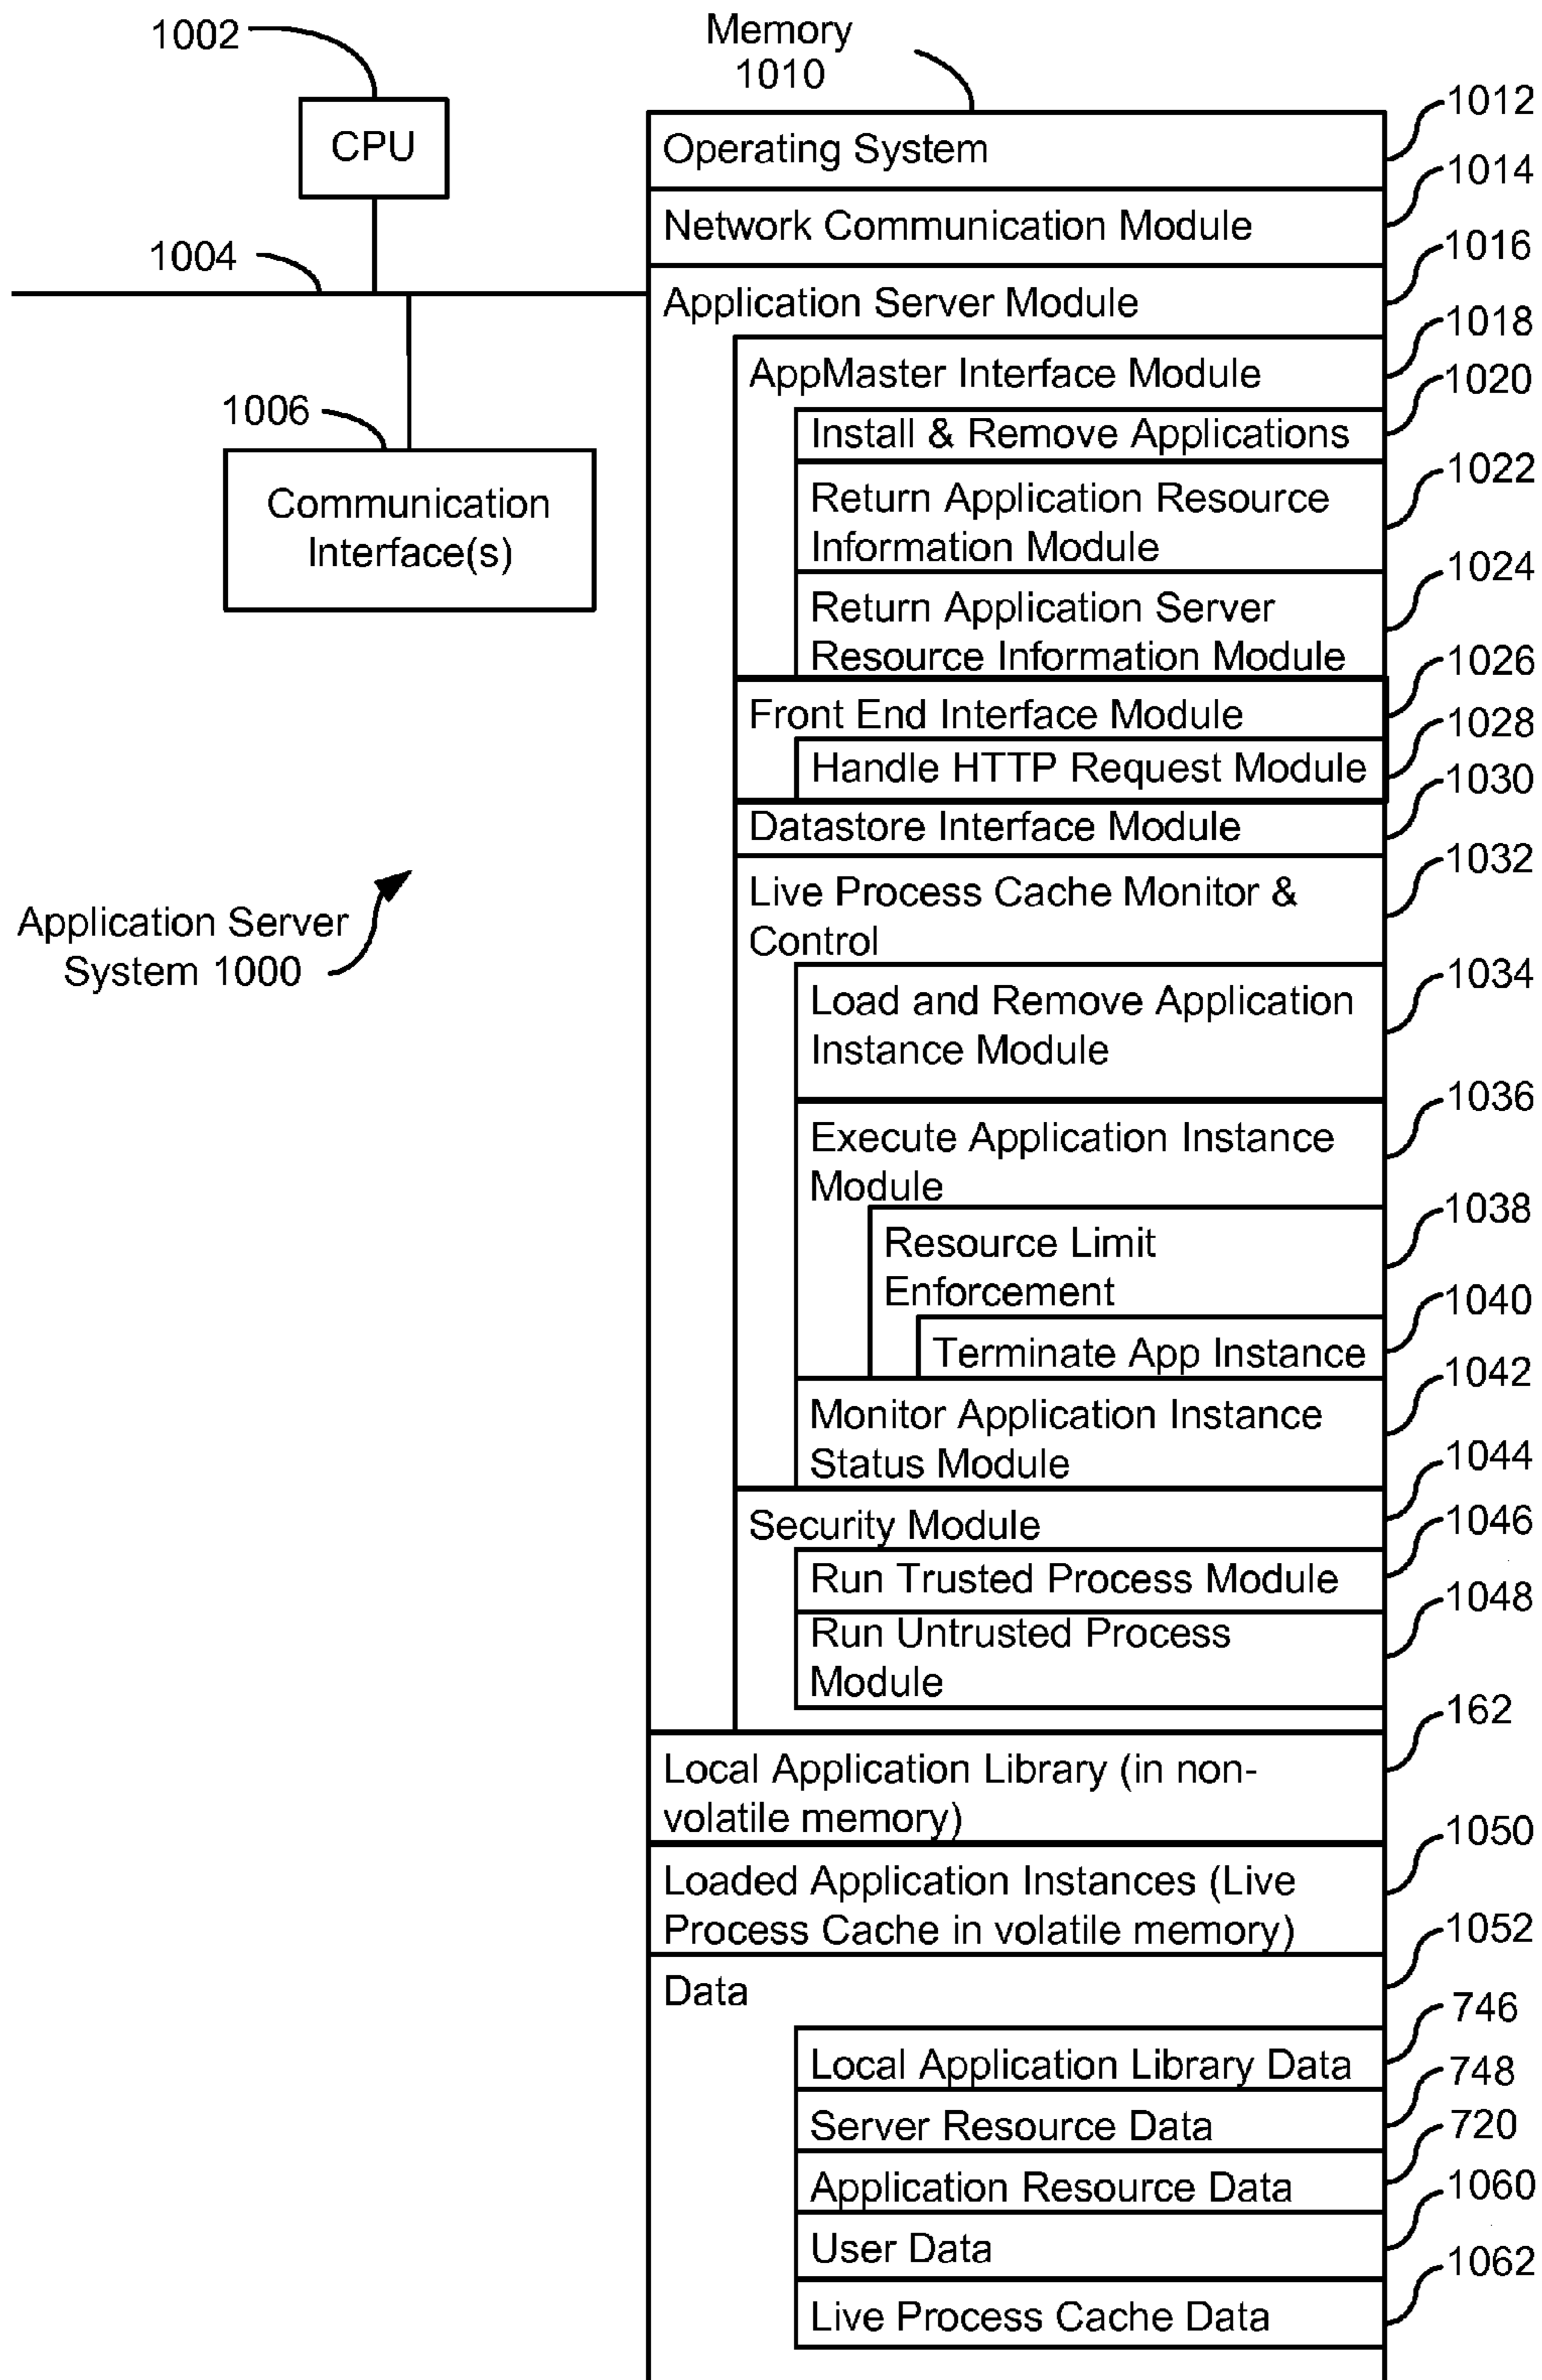 1002
CPU
1004
1006
Communication
Interface(s)
Application Server
System 1000
Memory
1010
Operating System
1012
Network Communication Module
1014
Application Server Module
1016
AppMaster Interface Module
1018
Install & Remove Applications
1020
Return Application Resource
Information Module
1022
Return Application Server
Resource Information Module
1024
Front End Interface Module
1026
Handle HTTP Request Module
1028
Datastore Interface Module
1030
Live Process Cache Monitor &
Control
1032
Load and Remove Application
Instance Module
1034
Execute Application Instance
Module
1036
Resource Limit
Enforcement
1038
Terminate App Instance
1040
Monitor Application Instance
Status Module
1042
Security Module
1044
Run Trusted Process Module
1046
Run Untrusted Process
Module
1048
Local Application Library (in non-
volatile memory)
162
Loaded Application Instances (Live
Process Cache in volatile memory)
1050
Data
1052
Local Application Library Data
746
Server Resource Data
748
Application Resource Data
720
User Data
1060
Live Process Cache Data
1062